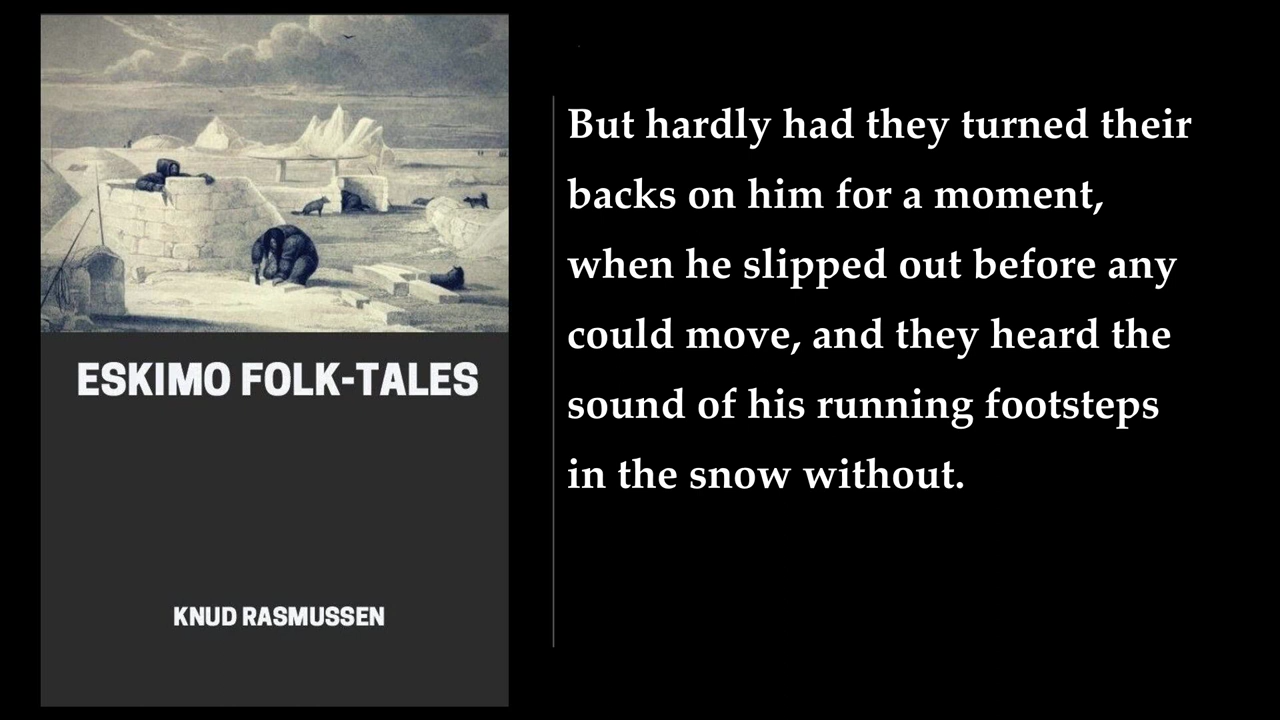 ESKIMO FOLK-TALES
KNUD RASMUSSEN
But hardly had they turned their
backs on him for a moment,
when he slipped out before any
could move, and they heard the
sound of his running footsteps
in the snow without.